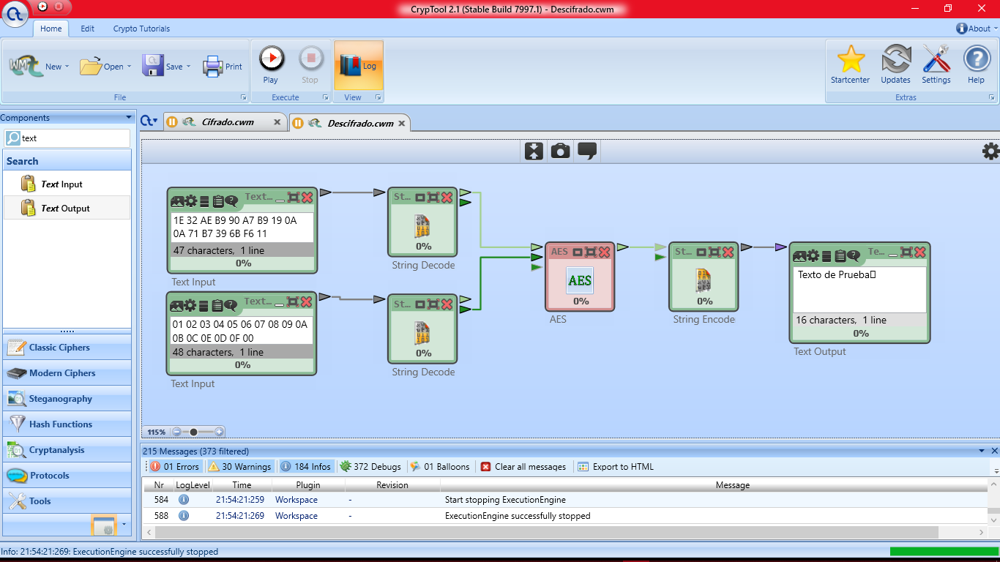 CrypTool 2.1 (Stable Build 7997.1) - Descifrado.cwm
Home Edit Crypto Tutorials About
New Open Save Print Play Stop Log Startcenter Updates Settings Help
File Execute View Extras
Components
text
Search
Text Input
Text Output
Classic Ciphers
Modern Ciphers
Steganography
Hash Functions
Cryptanalysis
Protocols
Tools
Cifrado.cwm Descifrado.cwm
Text...
1E 32 AE B9 90 A7 B9 19 0A
0A 71 B7 39 6B F6 11
47 characters, 1 line
0%
Text Input
St...
0%
String Decode
Text...
01 02 03 04 05 06 07 08 09 0A
0B 0C 0E 0D 0F 00
48 characters, 1 line
0%
Text Input
St...
0%
String Decode
AES
AES
0%
AES
St...
0%
String Encode
Te...
Texto de Prueba
16 characters, 1 line
0%
Text Output
115%
215 Messages (373 filtered)
01 Errors 30 Warnings 184 Infos 372 Debugs 01 Balloons Clear all messages Export to HTML
Nr LogLevel Time Plugin Revision Message
584 21:54:21:259 Workspace - Start stopping ExecutionEngine
588 21:54:21:269 Workspace - ExecutionEngine successfully stopped
Info: 21:54:21:269: ExecutionEngine successfully stopped